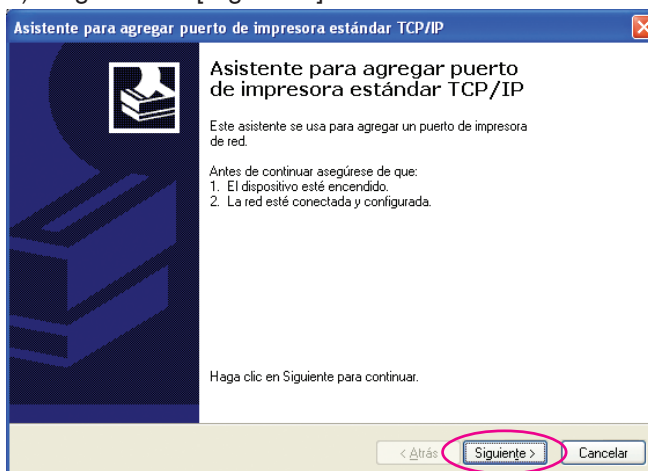 Asistente para agregar puerto de impresora estándar TCP/IP
Asistente para agregar puerto
de impresora estándar TCP/IP
Este asistente se usa para agregar un puerto de impresora
de red.
Antes de continuar asegúrese de que:
1. El dispositivo esté encendido.
2. La red esté conectada y configurada.
Haga clic en Siguiente para continuar.
< Atrás Siguiente > Cancelar